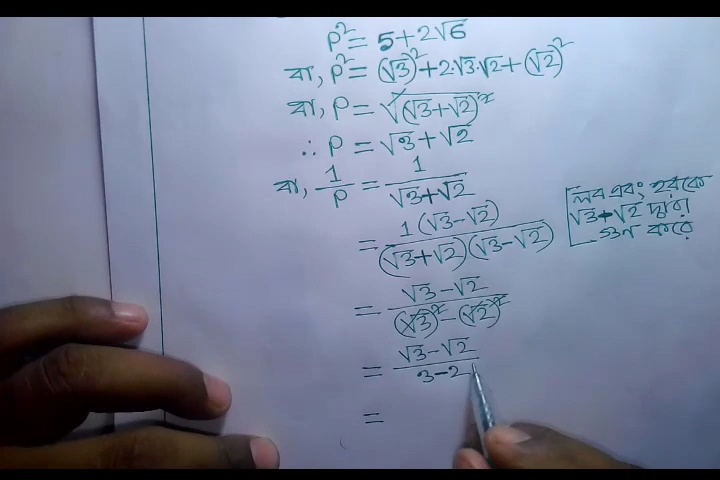 P² = 5+2√6
বা, P² = (√3)²+2·√3·√2+(√2)²
বা, P = √(√3+√2)²
∴ P = √3+√2
বা, 1/P = 1/(√3+√2)
= 1(√3-√2)/((√3+√2)(√3-√2))
[লব এবং হরকে
√3+√2 দ্বারা
গুন করে
= (√3-√2)/((√3)²-(√2)²)
= (√3-√2)/(3-2)
=